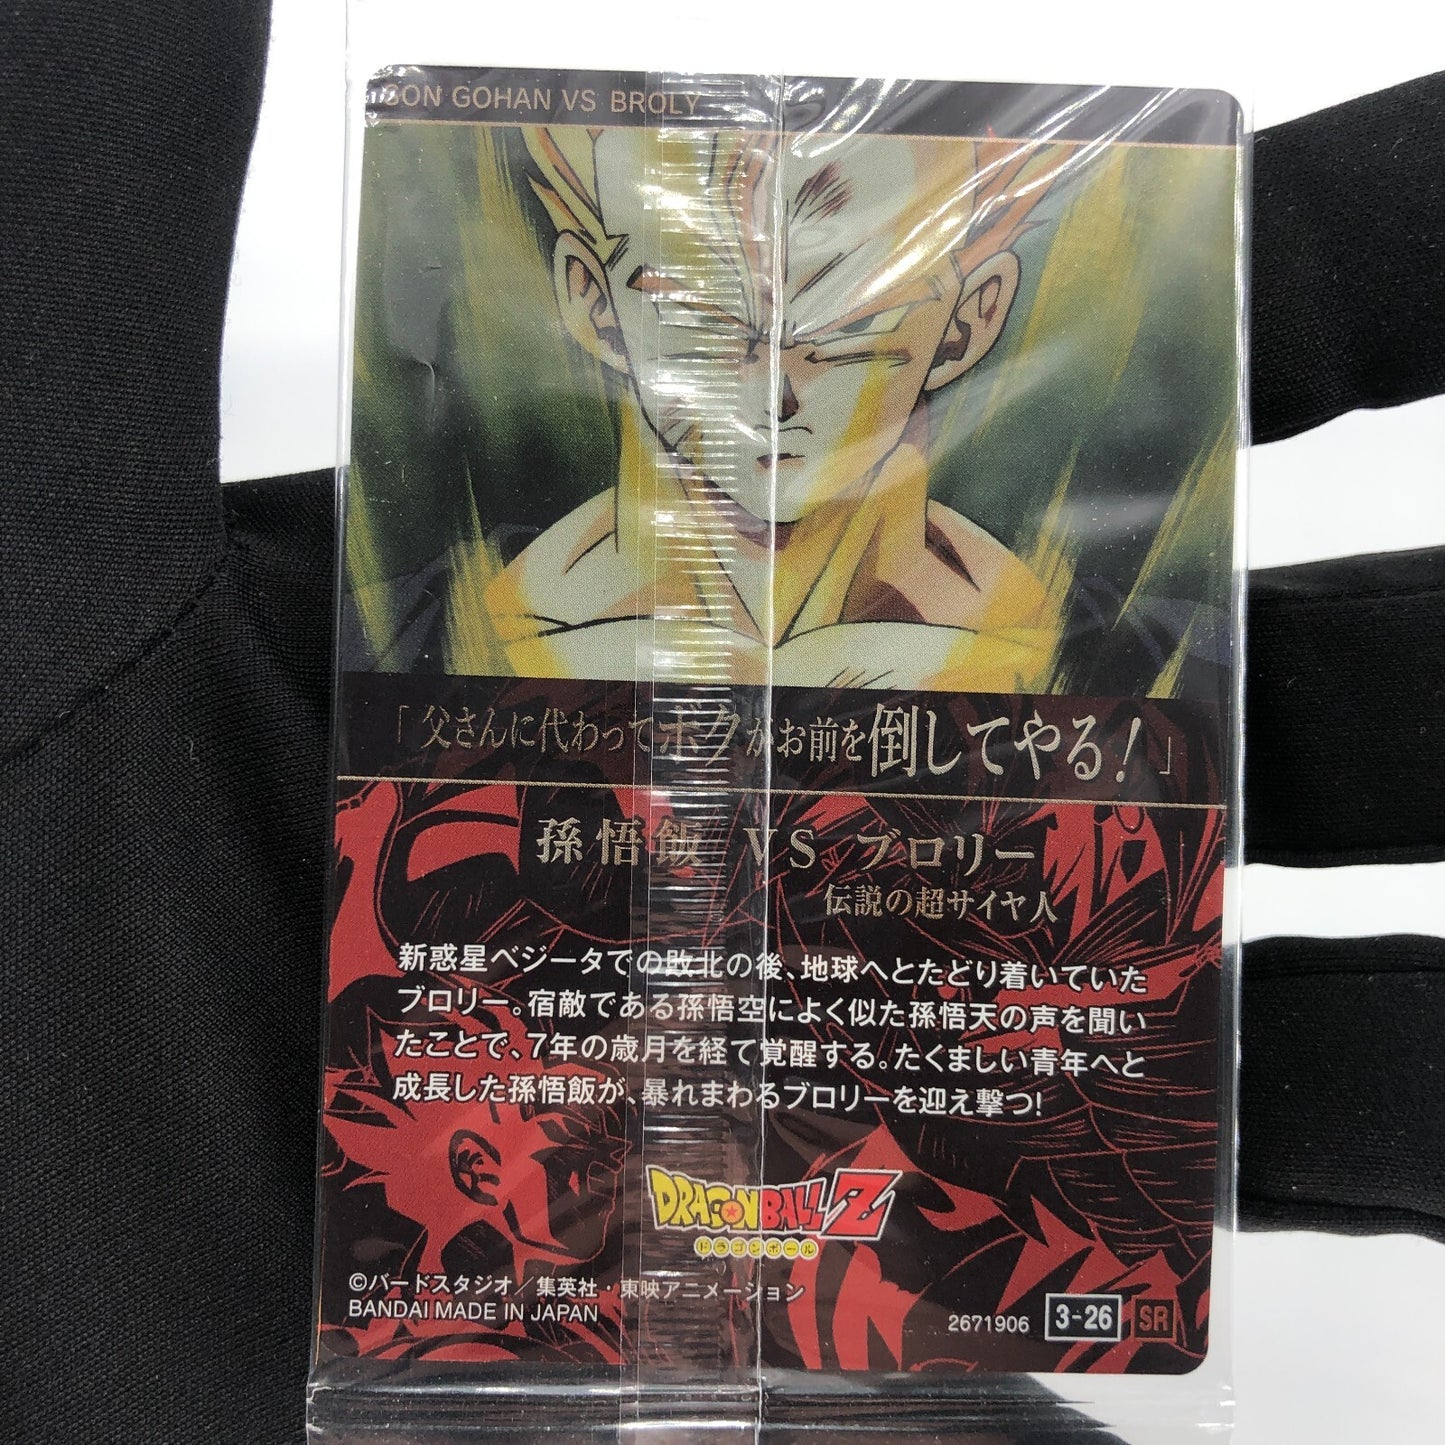 SON GOHAN VS BROLY
「父さんに代わってボクがお前を倒してやる!」
孫悟飯 VS ブロリー
伝説の超サイヤ人
新惑星ベジータでの敗北の後、地球へとたどり着いていた
ブロリー。宿敵である孫悟空によく似た孫悟天の声を聞い
たことで、7年の歳月を経て覚醒する。たくましい青年へと
成長した孫悟飯が、暴れまわるブロリーを迎え撃つ!
DRAGONBALL Z
ドラゴンボール
©バードスタジオ/集英社・東映アニメーション
BANDAI MADE IN JAPAN
2671906 3-26 SR